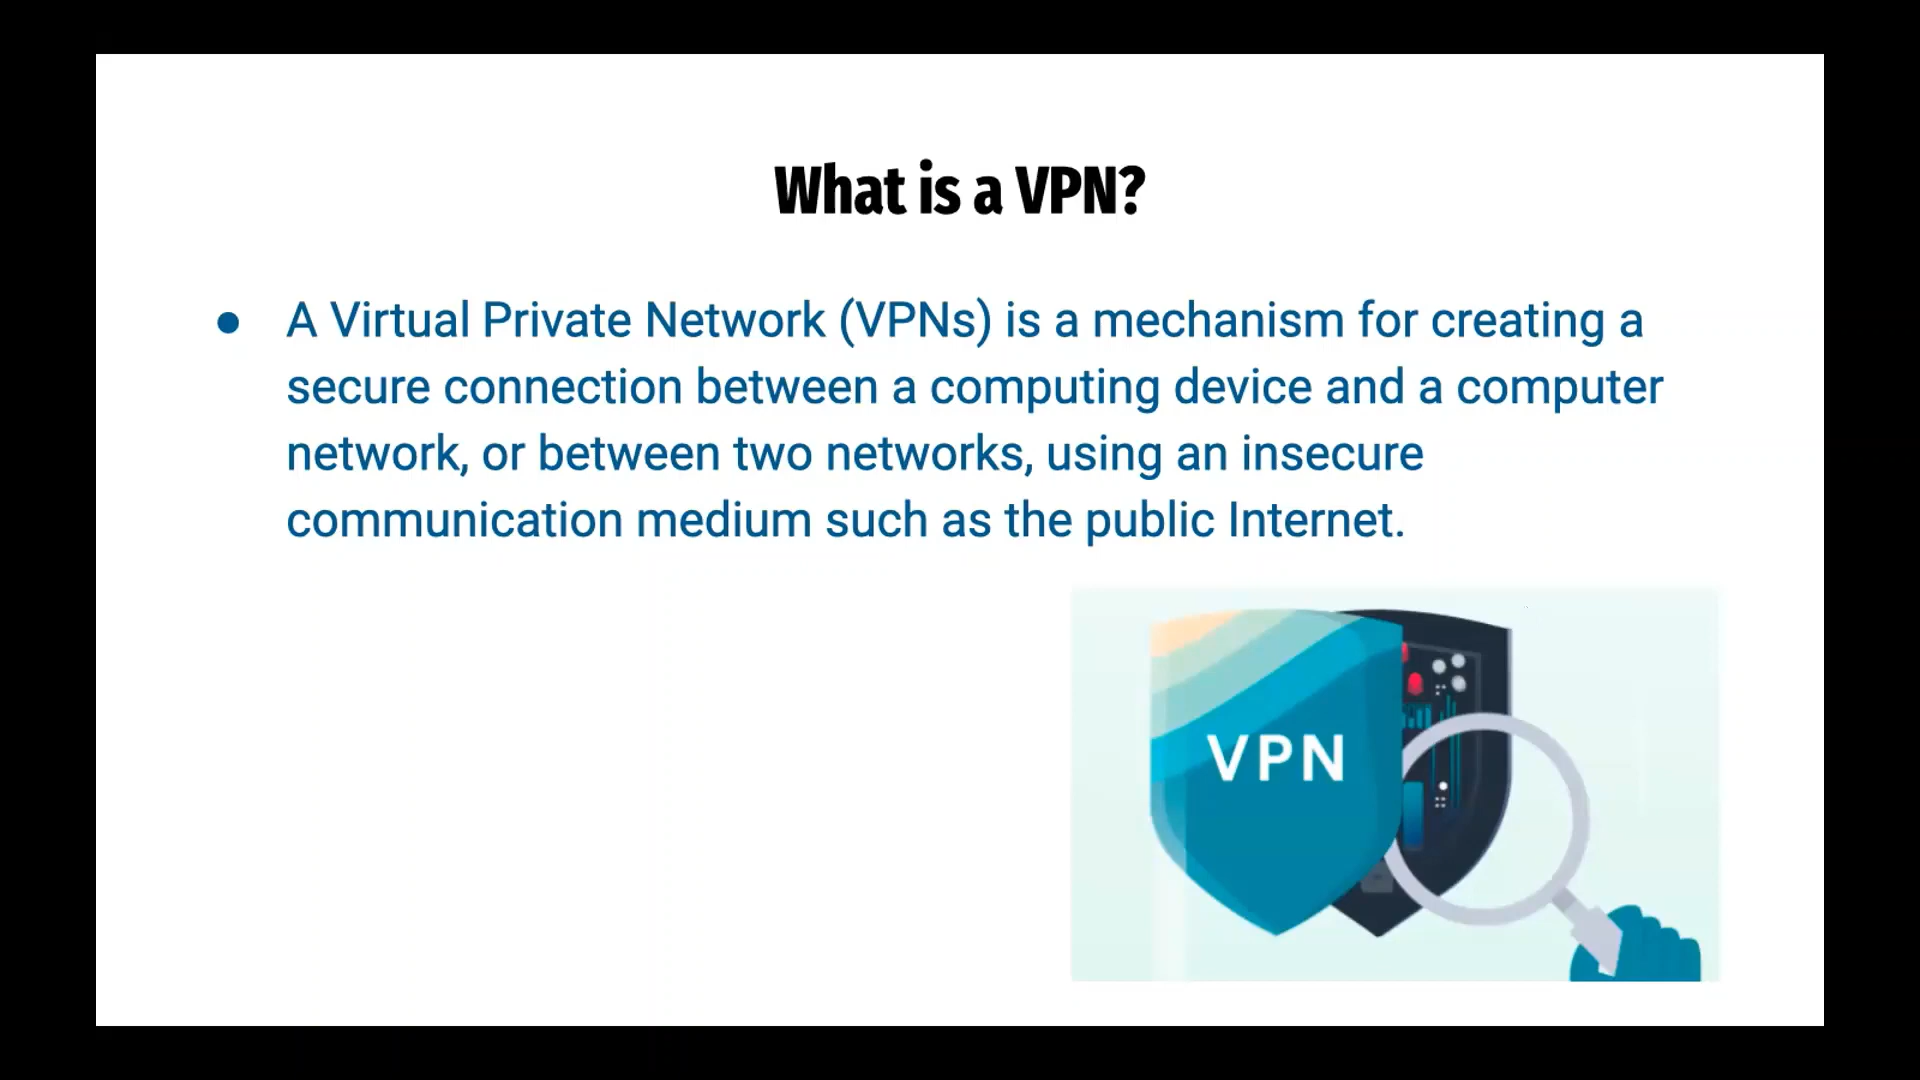 What is a VPN?
● A Virtual Private Network (VPNs) is a mechanism for creating a
secure connection between a computing device and a computer
network, or between two networks, using an insecure
communication medium such as the public Internet.
VPN